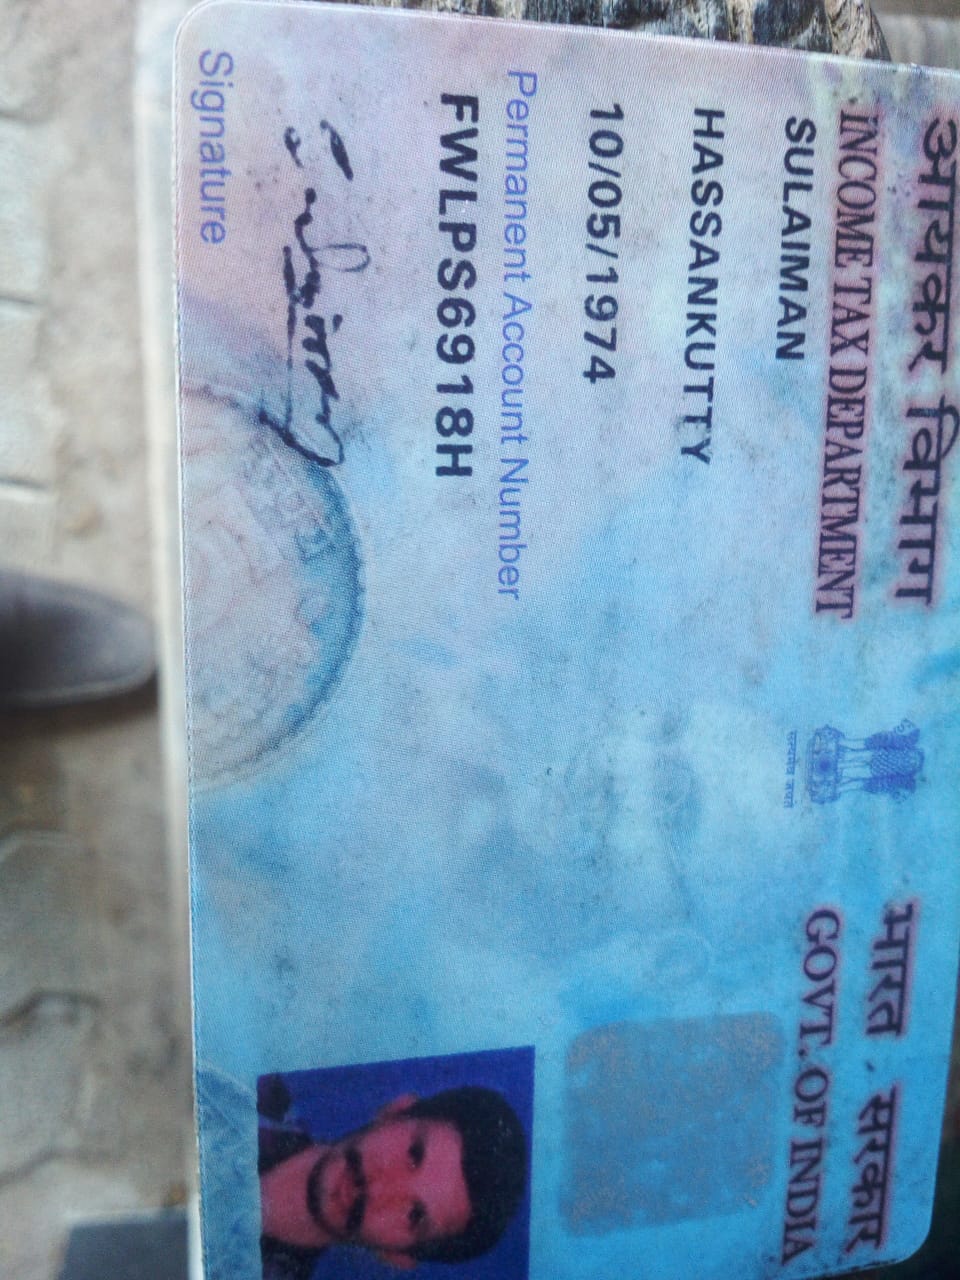 आयकर विभाग
INCOME TAX DEPARTMENT
भारत सरकार
GOVT. OF INDIA
सत्यमेव जयते
SULAIMAN
HASSANKUTTY
10/05/1974
Permanent Account Number
FWLPS6918H
Signature